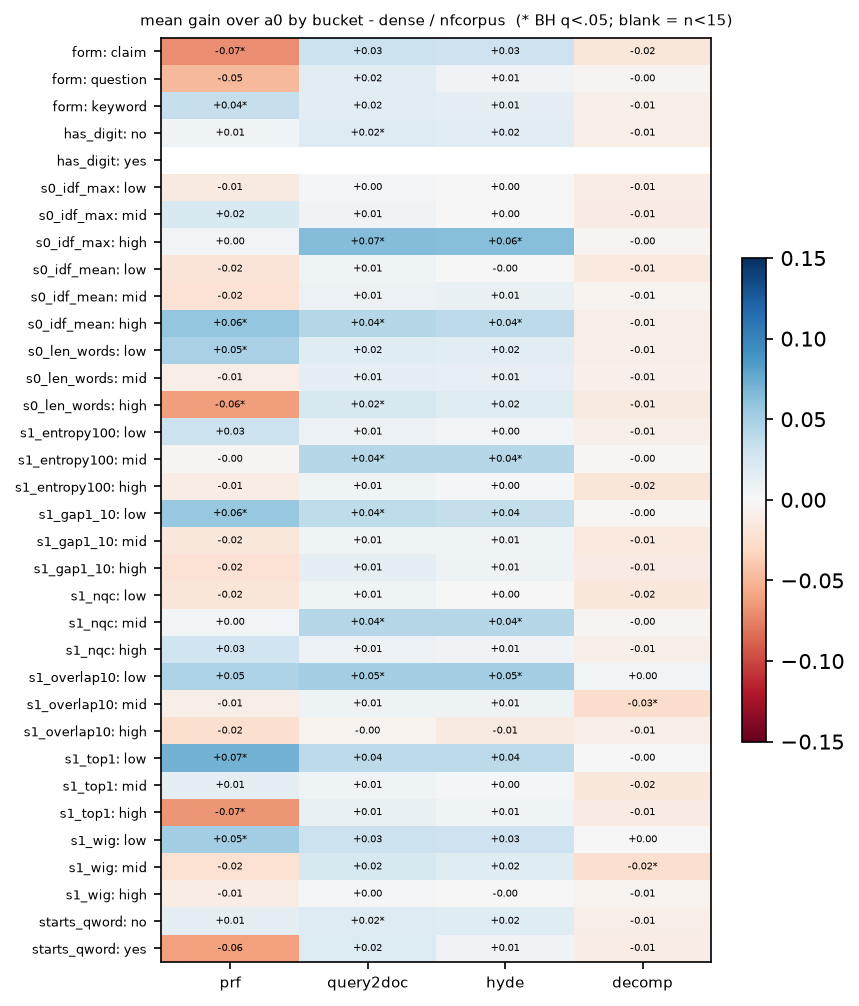 mean gain over a0 by bucket - dense / nfcorpus  (* BH q<.05; blank = n<15)
form: claim -0.07* +0.03 +0.03 -0.02
form: question -0.05 +0.02 +0.01 -0.00
form: keyword +0.04* +0.02 +0.01 -0.01
has_digit: no +0.01 +0.02* +0.02 -0.01
has_digit: yes
s0_idf_max: low -0.01 +0.00 +0.00 -0.01
s0_idf_max: mid +0.02 +0.01 +0.00 -0.01
s0_idf_max: high +0.00 +0.07* +0.06* -0.00
s0_idf_mean: low -0.02 +0.01 -0.00 -0.01
s0_idf_mean: mid -0.02 +0.01 +0.01 -0.01
s0_idf_mean: high +0.06* +0.04* +0.04* -0.01
s0_len_words: low +0.05* +0.02 +0.02 -0.01
s0_len_words: mid -0.01 +0.01 +0.01 -0.01
s0_len_words: high -0.06* +0.02* +0.02 -0.01
s1_entropy100: low +0.03 +0.01 +0.00 -0.01
s1_entropy100: mid -0.00 +0.04* +0.04* -0.00
s1_entropy100: high -0.01 +0.01 +0.00 -0.02
s1_gap1_10: low +0.06* +0.04* +0.04 -0.00
s1_gap1_10: mid -0.02 +0.01 +0.01 -0.01
s1_gap1_10: high -0.02 +0.01 +0.01 -0.01
s1_nqc: low -0.02 +0.01 +0.00 -0.02
s1_nqc: mid +0.00 +0.04* +0.04* -0.00
s1_nqc: high +0.03 +0.01 +0.01 -0.01
s1_overlap10: low +0.05 +0.05* +0.05* +0.00
s1_overlap10: mid -0.01 +0.01 +0.01 -0.03*
s1_overlap10: high -0.02 -0.00 -0.01 -0.01
s1_top1: low +0.07* +0.04 +0.04 -0.00
s1_top1: mid +0.01 +0.01 +0.00 -0.02
s1_top1: high -0.07* +0.01 +0.01 -0.01
s1_wig: low +0.05* +0.03 +0.03 +0.00
s1_wig: mid -0.02 +0.02 +0.02 -0.02*
s1_wig: high -0.01 +0.00 -0.00 -0.01
starts_qword: no +0.01 +0.02* +0.02 -0.01
starts_qword: yes -0.06 +0.02 +0.01 -0.01
prf query2doc hyde decomp
0.15
0.10
0.05
0.00
−0.05
−0.10
−0.15